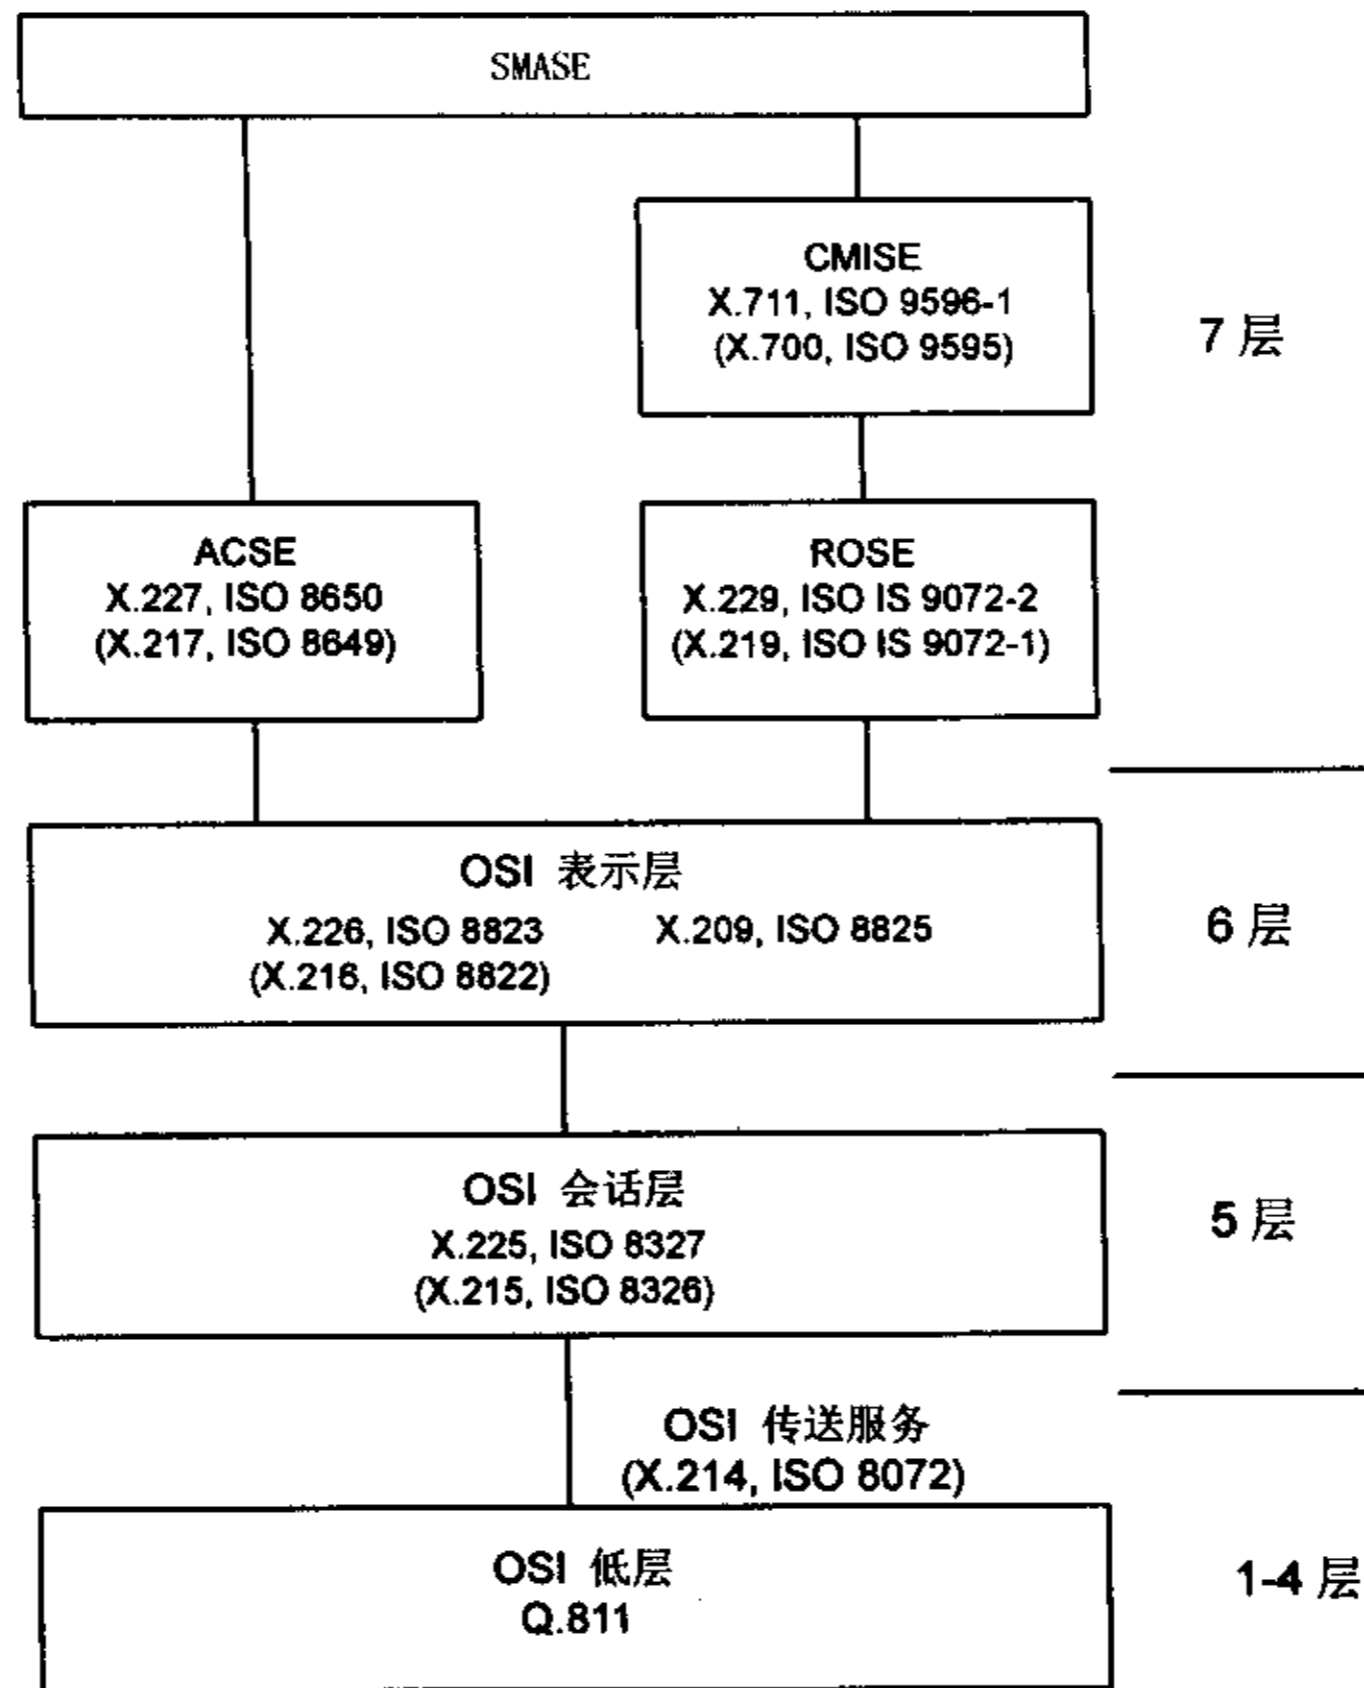 SMASE
CMISE
X.711, ISO 9596-1
(X.700, ISO 9595)
7 层
ACSE
X.227, ISO 8650
(X.217, ISO 8649)
ROSE
X.229, ISO IS 9072-2
(X.219, ISO IS 9072-1)
OSI 表示层
X.226, ISO 8823 X.209, ISO 8825
(X.216, ISO 8822)
6 层
OSI 会话层
X.225, ISO 8327
(X.215, ISO 8326)
5 层
OSI 传送服务
(X.214, ISO 8072)
OSI 低层
Q.811
1-4 层